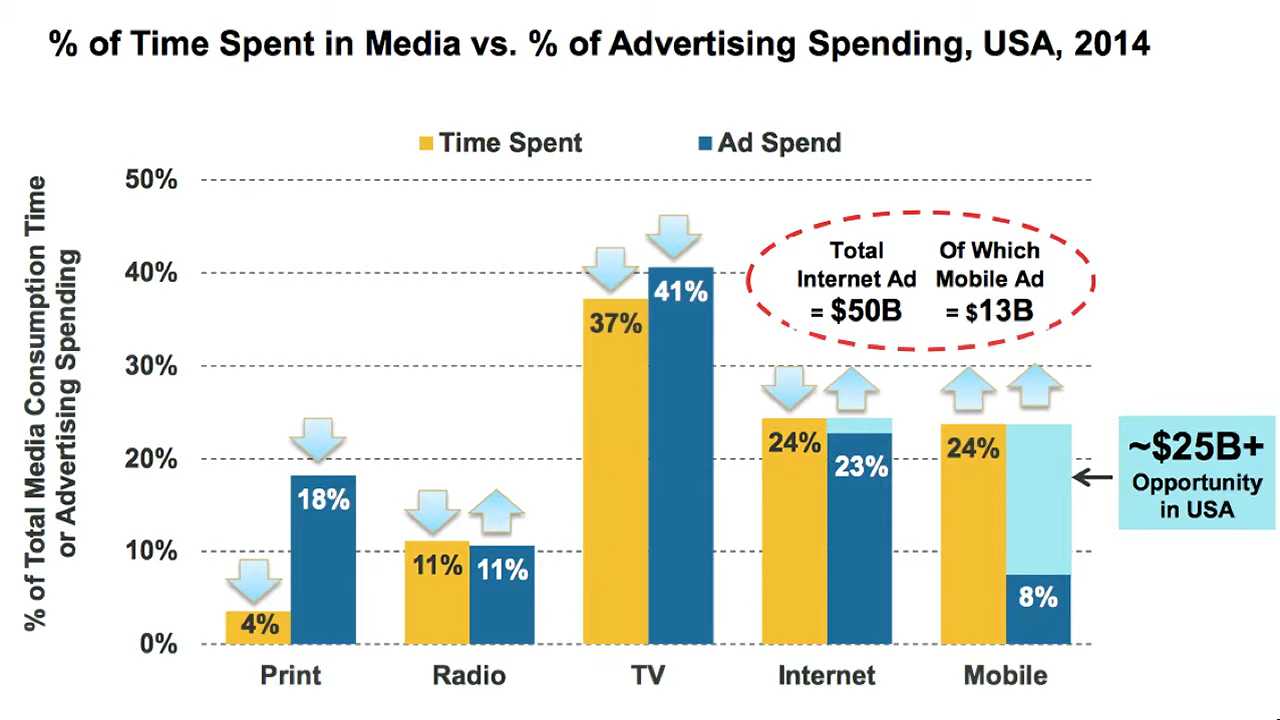 % of Time Spent in Media vs. % of Advertising Spending, USA, 2014
Time Spent
Ad Spend
% of Total Media Consumption Time
or Advertising Spending
50%
40%
30%
20%
10%
0%
4%
18%
11%
11%
37%
41%
24%
23%
24%
8%
Total
Internet Ad
= $50B
Of Which
Mobile Ad
= $13B
~$25B+
Opportunity
in USA
Print
Radio
TV
Internet
Mobile